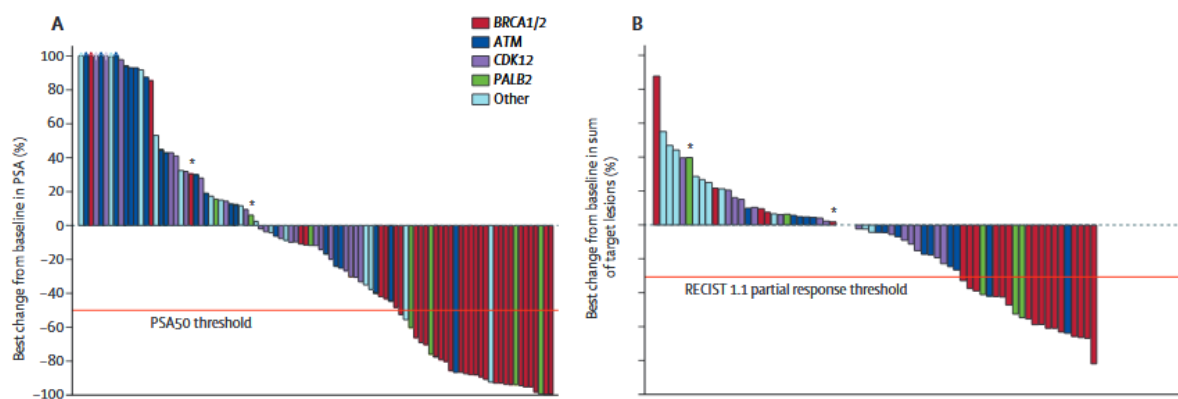 A
BRCA1/2
ATM
CDK12
PALB2
Other
Best change from baseline in PSA (%)
100
80
60
40
20
0
−20
−40
−60
−80
−100
*
*
PSA50 threshold
B
Best change from baseline in sum
of target lesions (%)
*
*
RECIST 1.1 partial response threshold